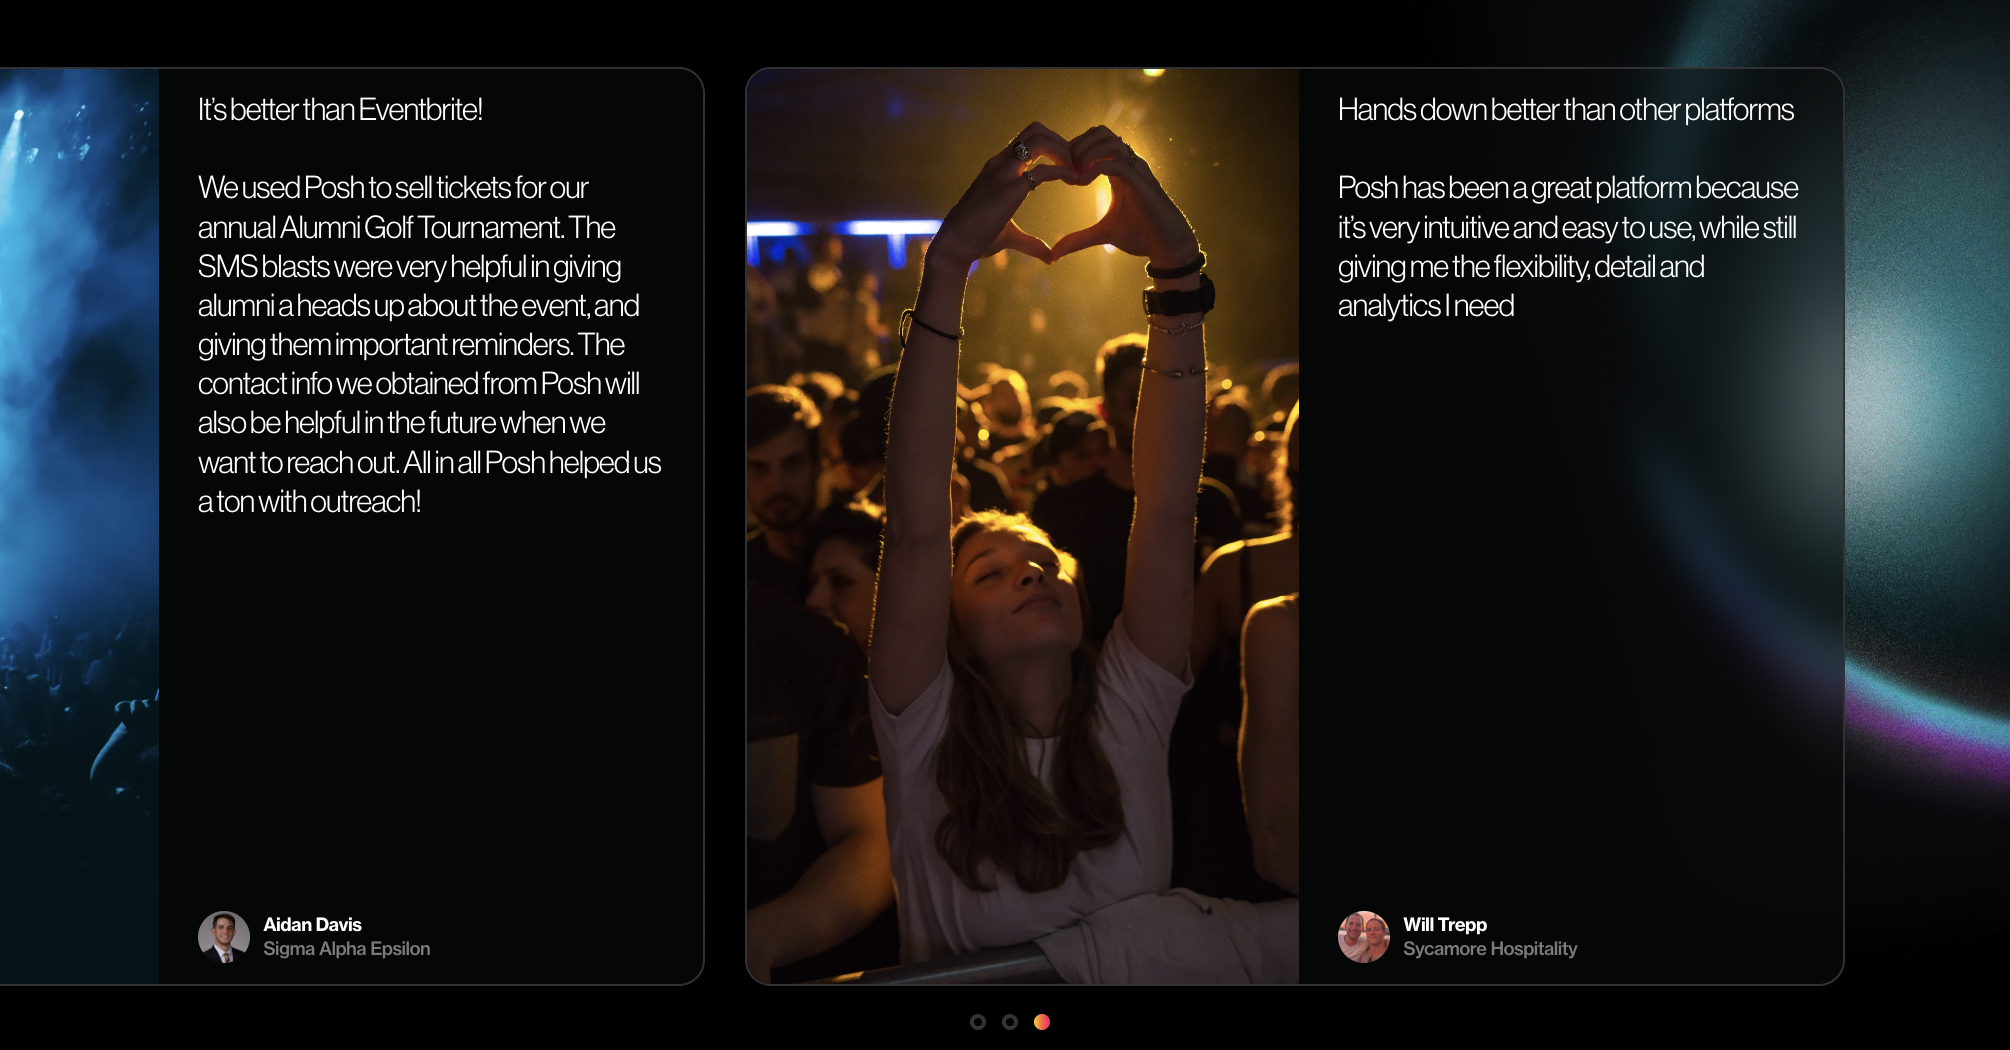 It's better than Eventbrite!
We used Posh to sell tickets for our
annual Alumni Golf Tournament. The
SMS blasts were very helpful in giving
alumni a heads up about the event, and
giving them important reminders. The
contact info we obtained from Posh will
also be helpful in the future when we
want to reach out. All in all Posh helped us
a ton with outreach!
Aidan Davis
Sigma Alpha Epsilon
Hands down better than other platforms
Posh has been a great platform because
it's very intuitive and easy to use, while still
giving me the flexibility, detail and
analytics I need
Will Trepp
Sycamore Hospitality